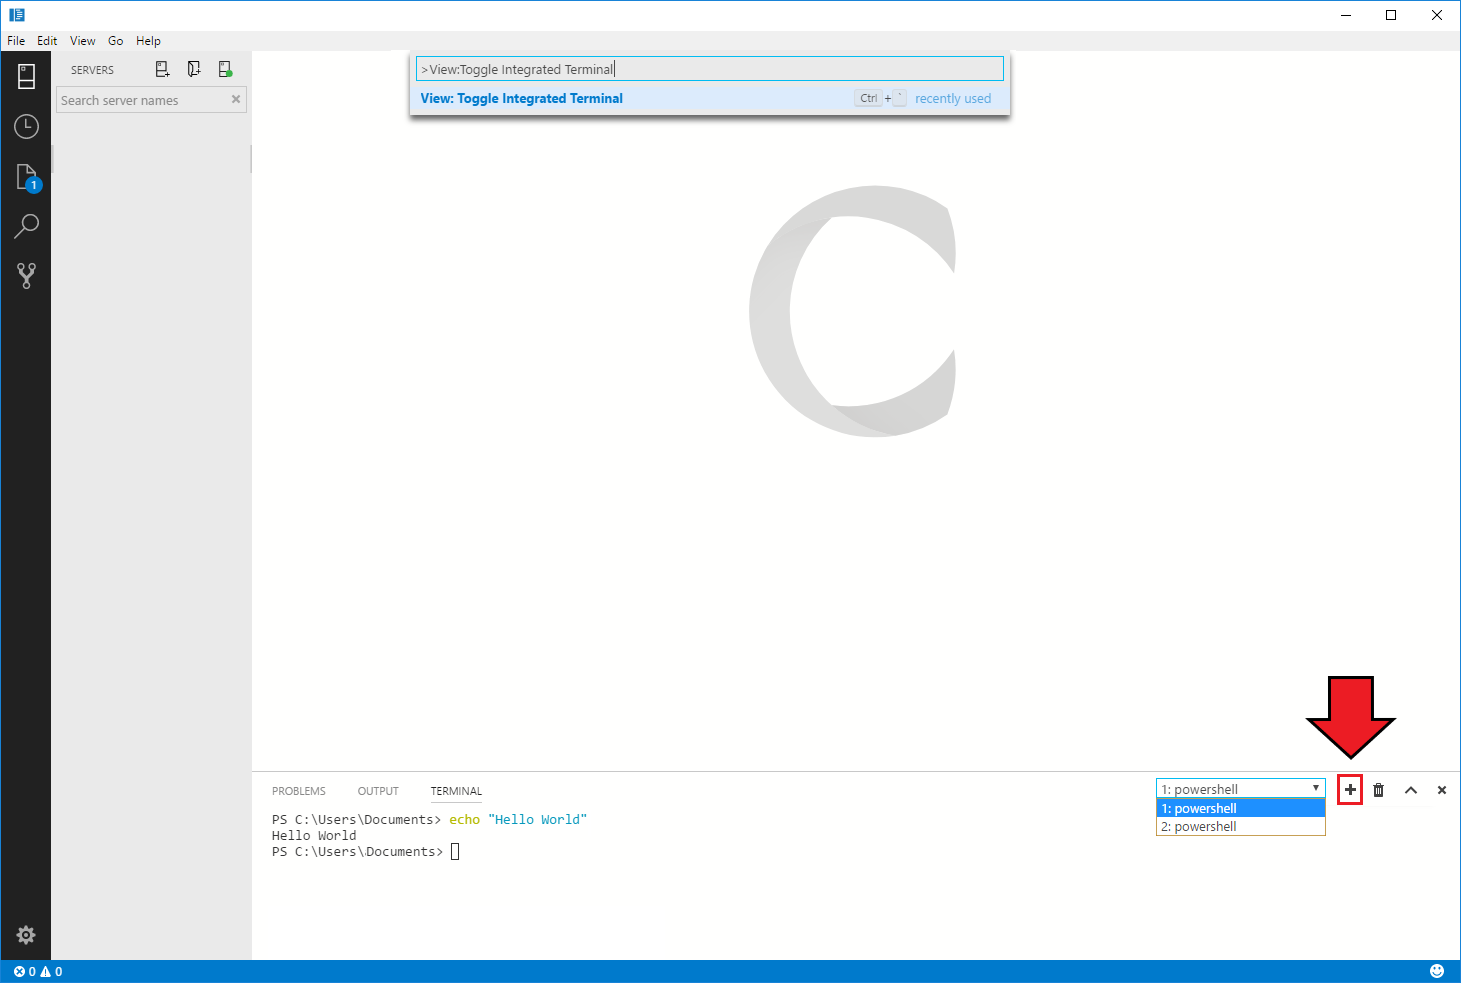 File Edit View Go Help
SERVERS
Search server names
1
>View:Toggle Integrated Terminal
View: Toggle Integrated Terminal Ctrl + ` recently used
PROBLEMS OUTPUT TERMINAL
1: powershell
1: powershell
2: powershell
PS C:\Users\Documents> echo "Hello World"
Hello World
PS C:\Users\Documents>
0 0